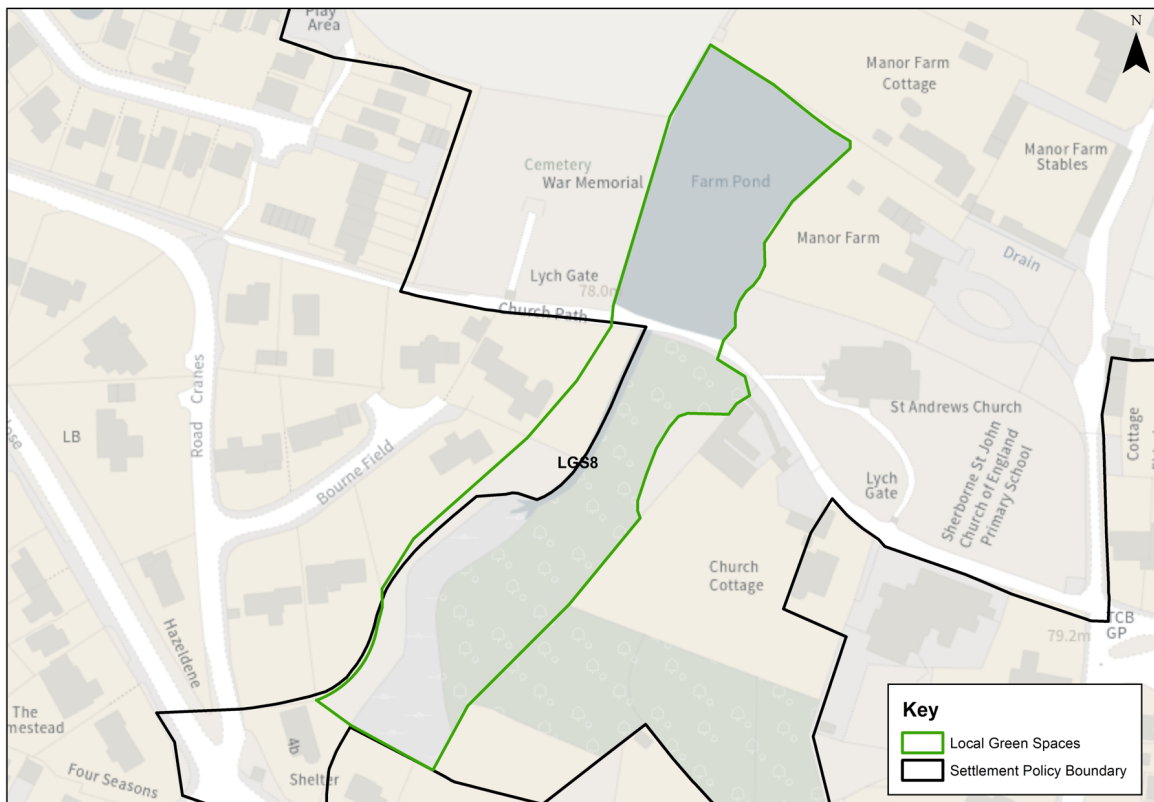 Play
Area
N
Manor Farm
Cottage
Manor Farm
Stables
Cemetery
War Memorial
Farm Pond
Manor Farm
Drain
Lych Gate
78.0m
Church Path
Road
Cranes
LB
Bourne Field
LGS8
St Andrews Church
Lych
Gate
Sherborne St John
Church of England
Primary School
Cottage
Church
Cottage
TCB
GP
79.2m
Hazeldene
The
mestead
4b
Shelter
Four Seasons
Key
Local Green Spaces
Settlement Policy Boundary